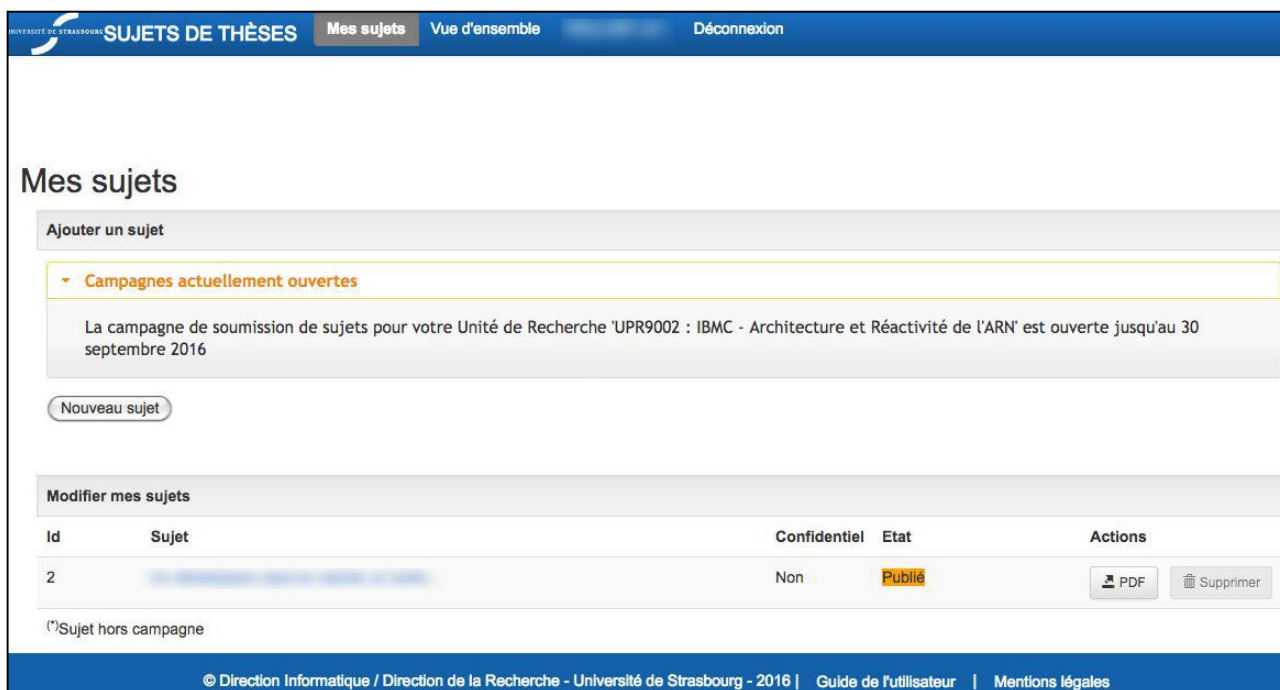 UNIVERSITÉ DE STRASBOURG SUJETS DE THÈSES Mes sujets Vue d'ensemble Déconnexion
Mes sujets
Ajouter un sujet
Campagnes actuellement ouvertes
La campagne de soumission de sujets pour votre Unité de Recherche 'UPR9002 : IBMC - Architecture et Réactivité de l'ARN' est ouverte jusqu'au 30
septembre 2016
Nouveau sujet
Modifier mes sujets
Id Sujet Confidentiel Etat Actions
2 Non Publié PDF Supprimer
(*)Sujet hors campagne
© Direction Informatique / Direction de la Recherche - Université de Strasbourg - 2016 | Guide de l'utilisateur | Mentions légales